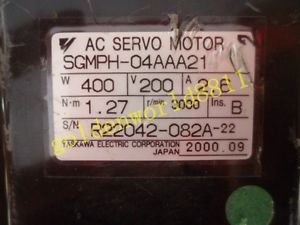 AC SERVO MOTOR
SGMPH-04AAA21
W 400 V 200 A
N·m 1.27 r/min 3000 Ins. B
S/N R22042-082A-22
YASKAWA ELECTRIC CORPORATION
JAPAN 2000.09